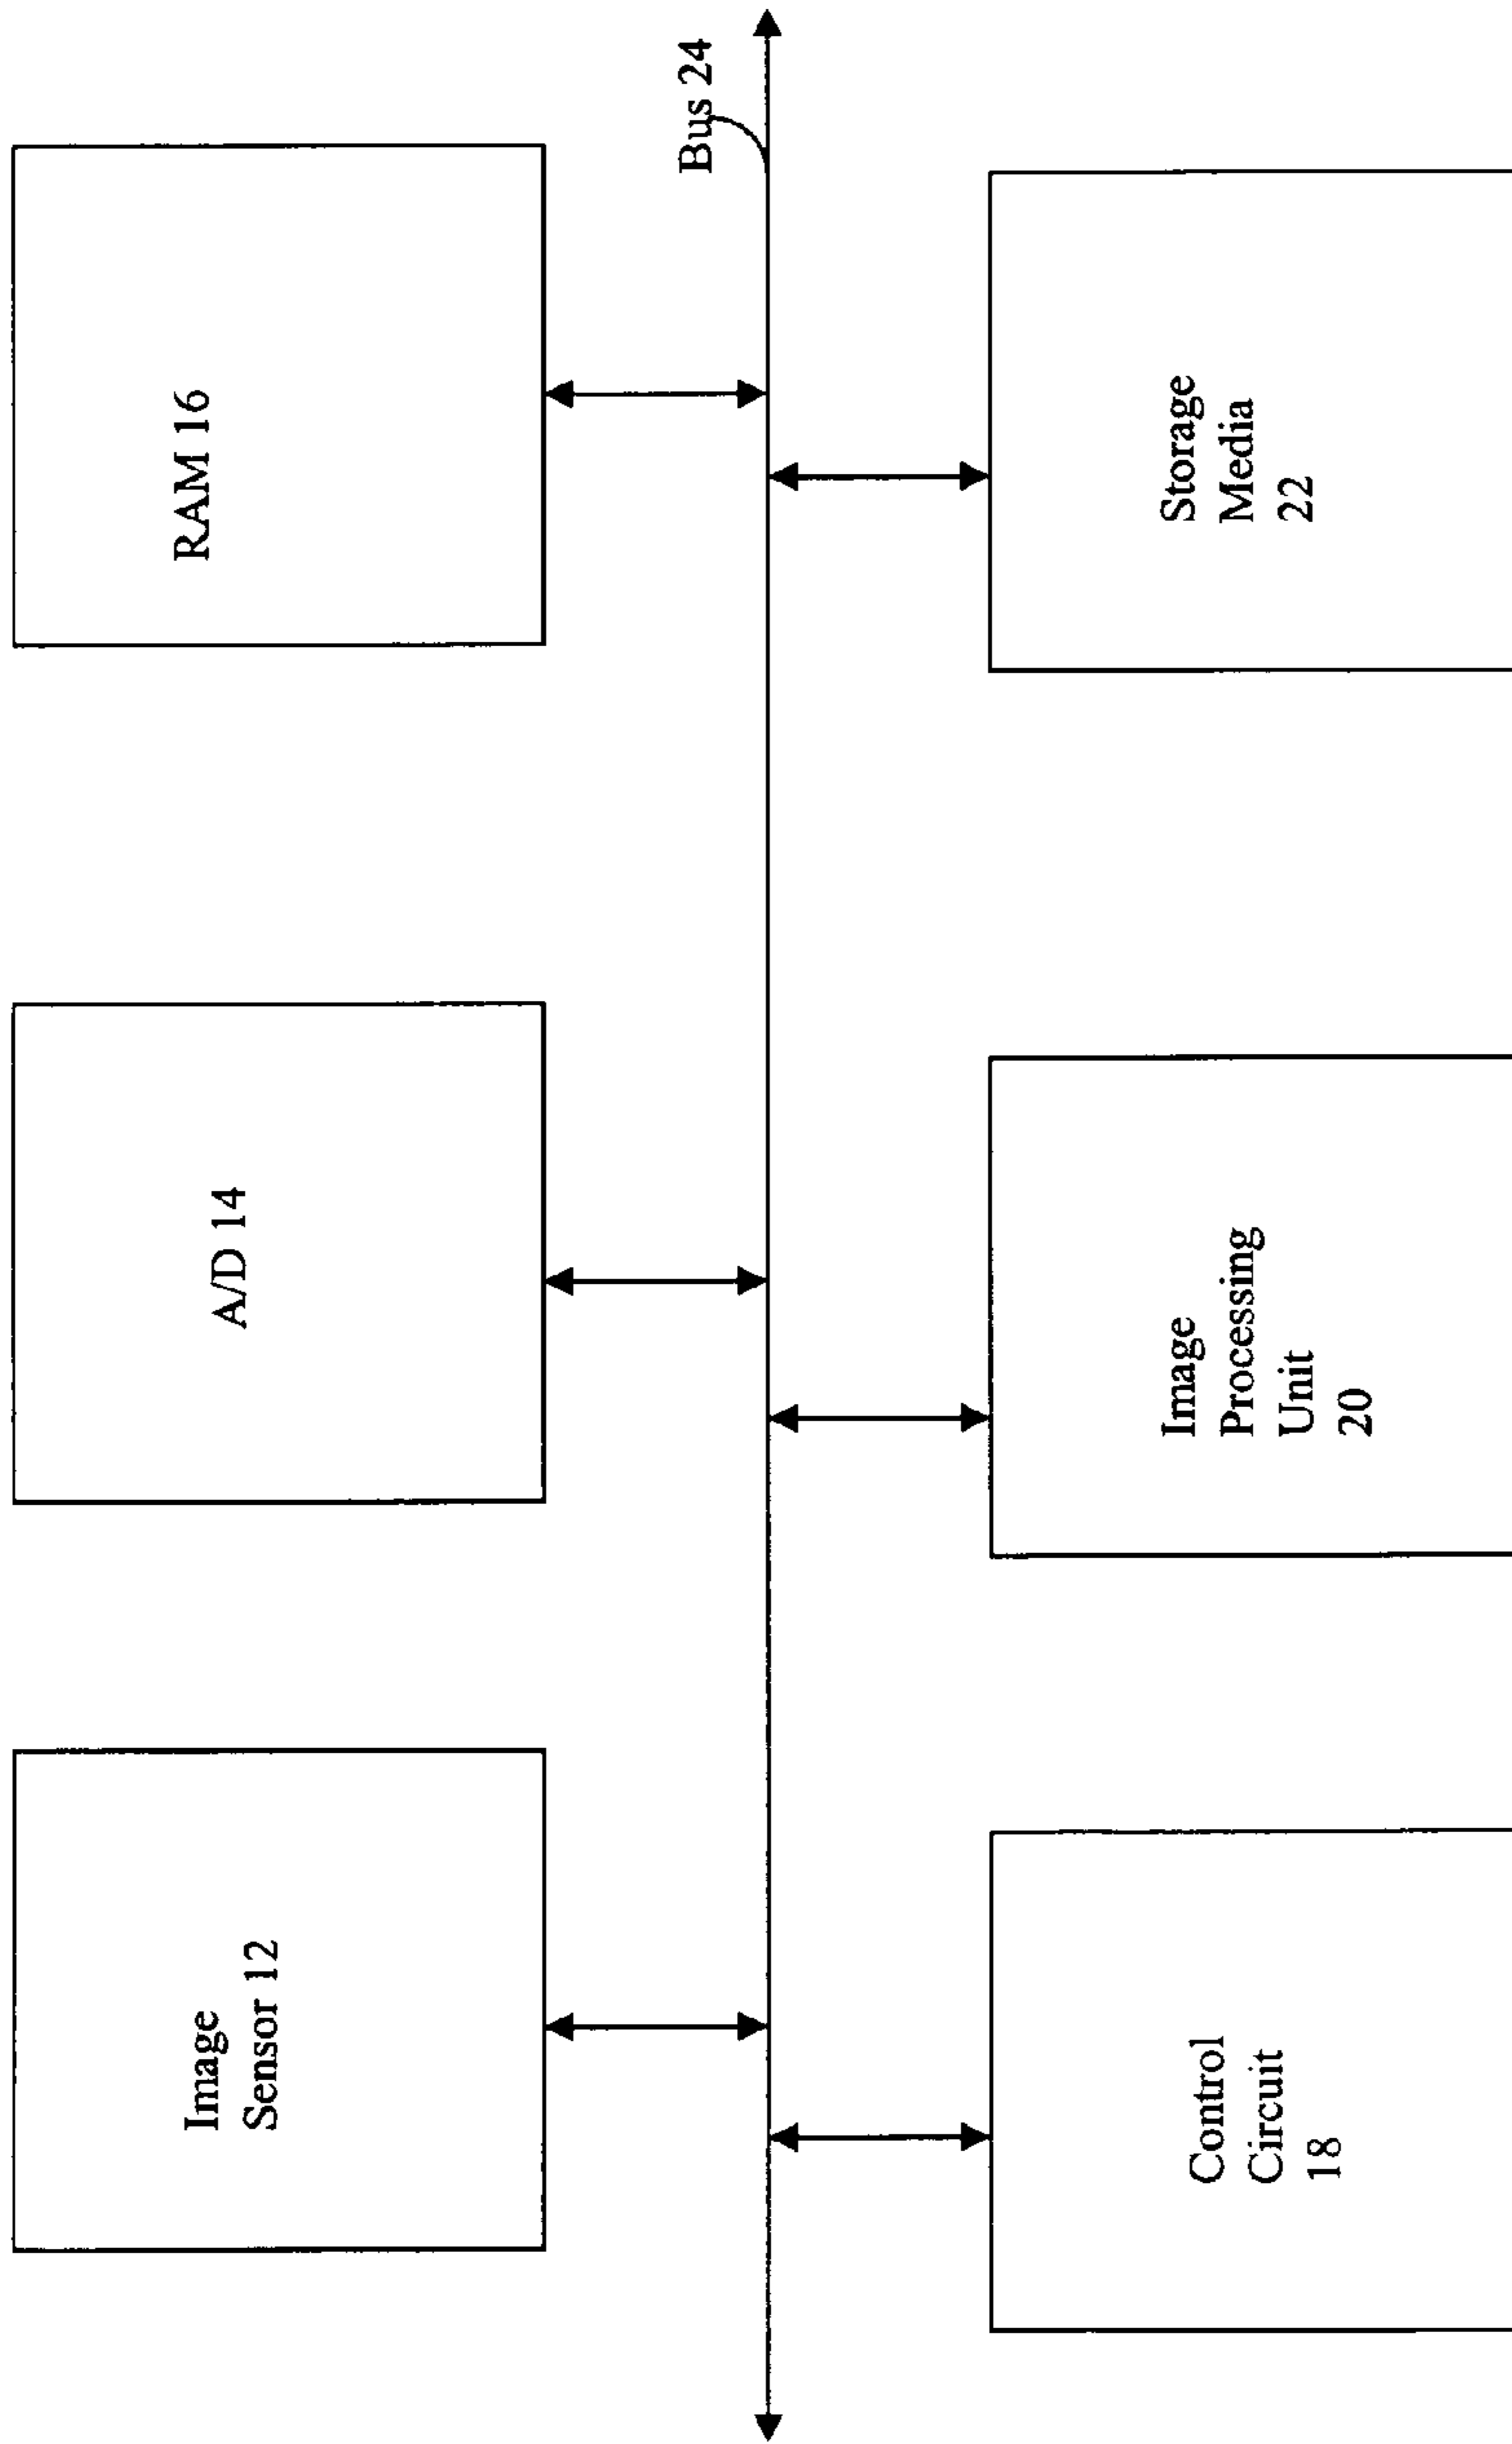 Image
Sensor 12
A/D 14
RAM 16
Bus 24
Control
Circuit
18
Image
Processing
Unit
20
Storage
Media
22